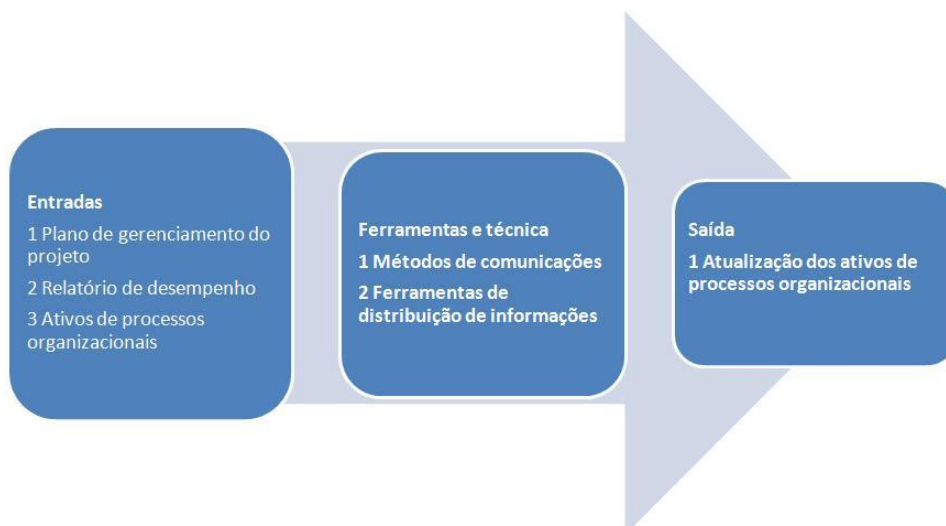 Entradas
1 Plano de gerenciamento do
projeto
2 Relatório de desempenho
3 Ativos de processos
organizacionais
Ferramentas e técnica
1 Métodos de comunicações
2 Ferramentas de
distribuição de informações
Saída
1 Atualização dos ativos de
processos organizacionais